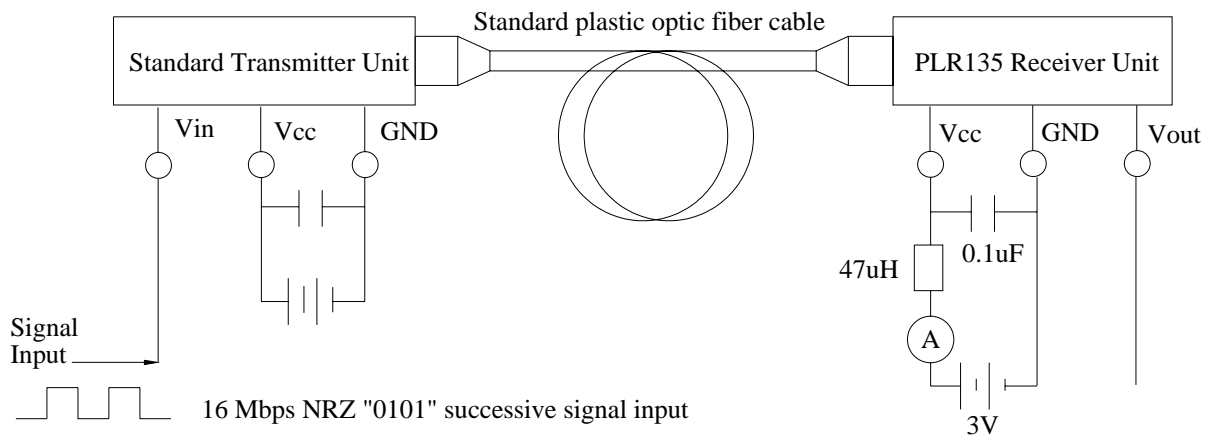 Standard plastic optic fiber cable
Standard Transmitter Unit
PLR135 Receiver Unit
Vin
Vcc
GND
Vcc
GND
Vout
47uH
0.1uF
A
3V
Signal
Input
16 Mbps NRZ "0101" successive signal input